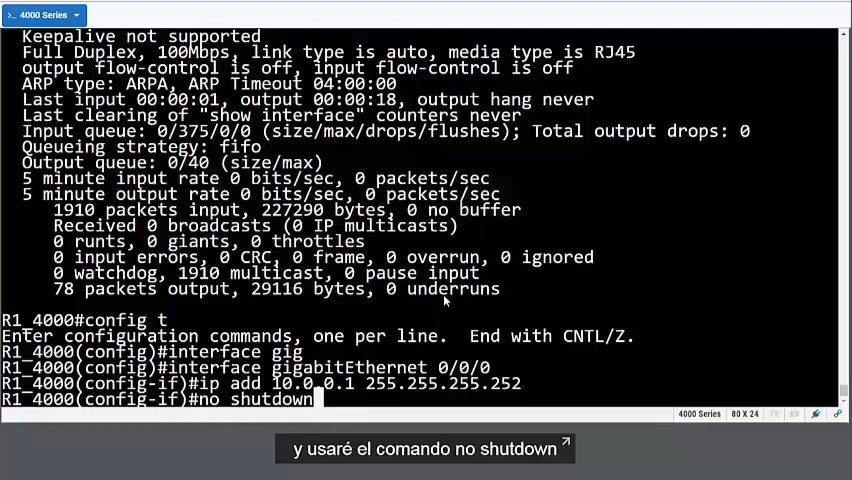 4000 Series
Keepalive not supported
Full Duplex, 100Mbps, link type is auto, media type is RJ45
output flow-control is off, input flow-control is off
ARP type: ARPA, ARP Timeout 04:00:00
Last input 00:00:01, output 00:00:18, output hang never
Last clearing of "show interface" counters never
Input queue: 0/375/0/0 (size/max/drops/flushes); Total output drops: 0
Queueing strategy: fifo
Output queue: 0/40 (size/max)
5 minute input rate 0 bits/sec, 0 packets/sec
5 minute output rate 0 bits/sec, 0 packets/sec
1910 packets input, 227290 bytes, 0 no buffer
Received 0 broadcasts (0 IP multicasts)
0 runts, 0 giants, 0 throttles
0 input errors, 0 CRC, 0 frame, 0 overrun, 0 ignored
0 watchdog, 1910 multicast, 0 pause input
78 packets output, 29116 bytes, 0 underruns
R1_4000#config t
Enter configuration commands, one per line.  End with CNTL/Z.
R1_4000(config)#interface gig
R1_4000(config)#interface gigabitEthernet 0/0/0
R1_4000(config-if)#ip add 10.0.0.1 255.255.255.252
R1_4000(config-if)#no shutdown
4000 Series 80 X 24 TX RX
y usaré el comando no shutdown